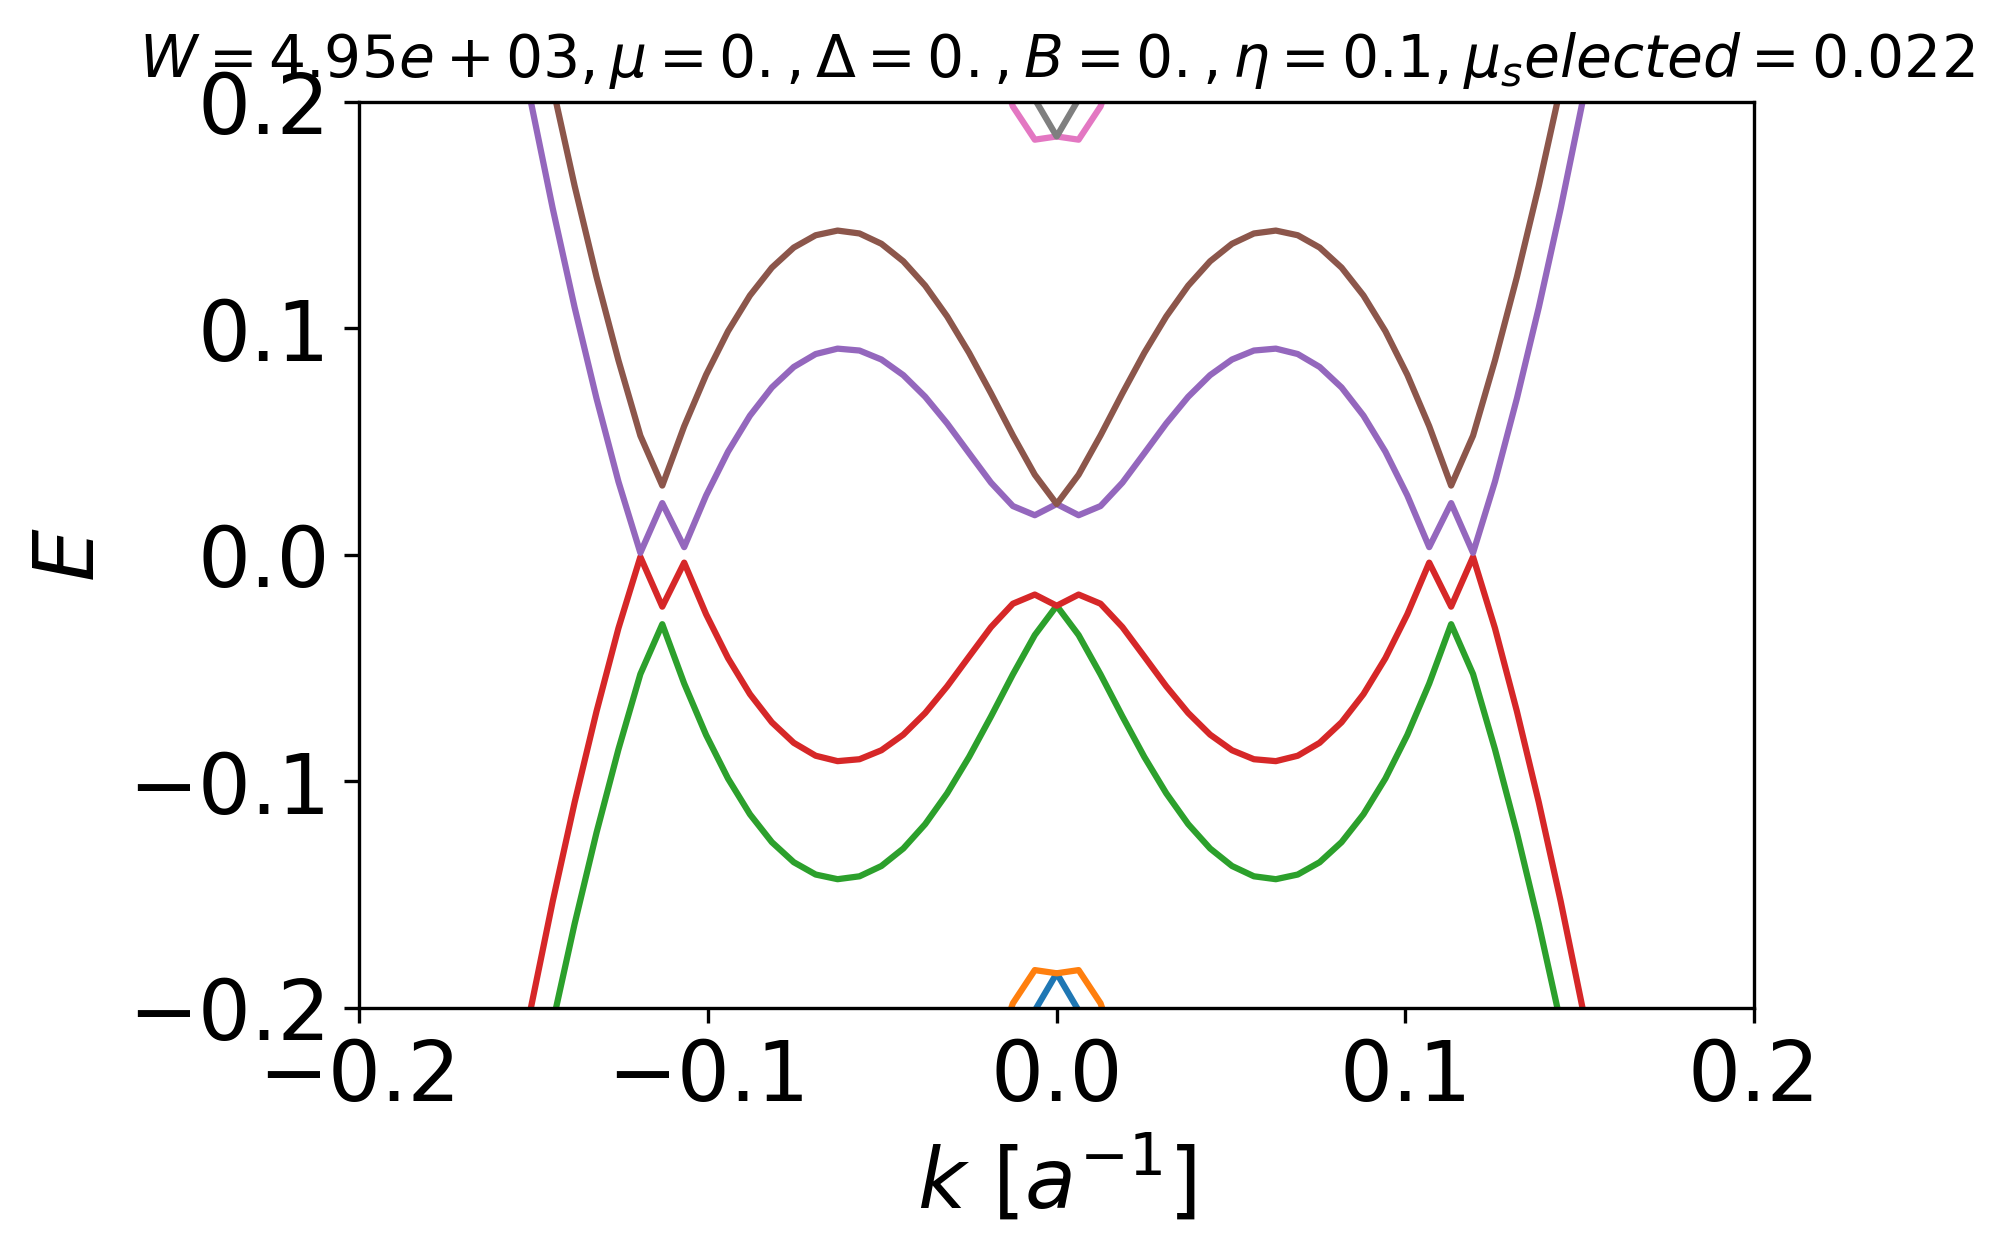 W = 4.95e + 03, μ = 0. , Δ = 0. , B = 0. , η = 0.1, μ_selected = 0.022
0.2
0.1
0.0
−0.1
−0.2
E
−0.2 −0.1 0.0 0.1 0.2
k [a⁻¹]